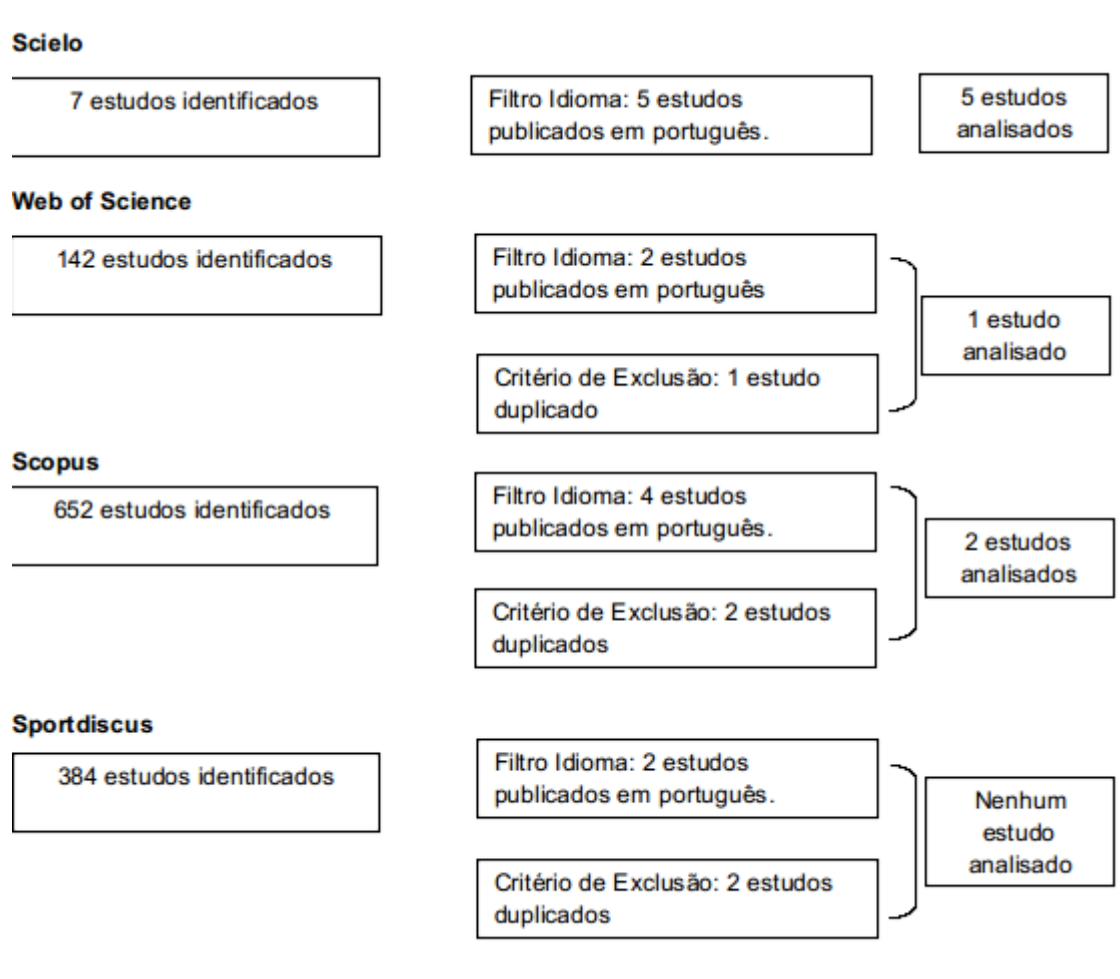 Scielo
7 estudos identificados
Filtro Idioma: 5 estudos
publicados em português.
5 estudos
analisados
Web of Science
142 estudos identificados
Filtro Idioma: 2 estudos
publicados em português
Critério de Exclusão: 1 estudo
duplicado
1 estudo
analisado
Scopus
652 estudos identificados
Filtro Idioma: 4 estudos
publicados em português.
Critério de Exclusão: 2 estudos
duplicados
2 estudos
analisados
Sportdiscus
384 estudos identificados
Filtro Idioma: 2 estudos
publicados em português.
Critério de Exclusão: 2 estudos
duplicados
Nenhum
estudo
analisado